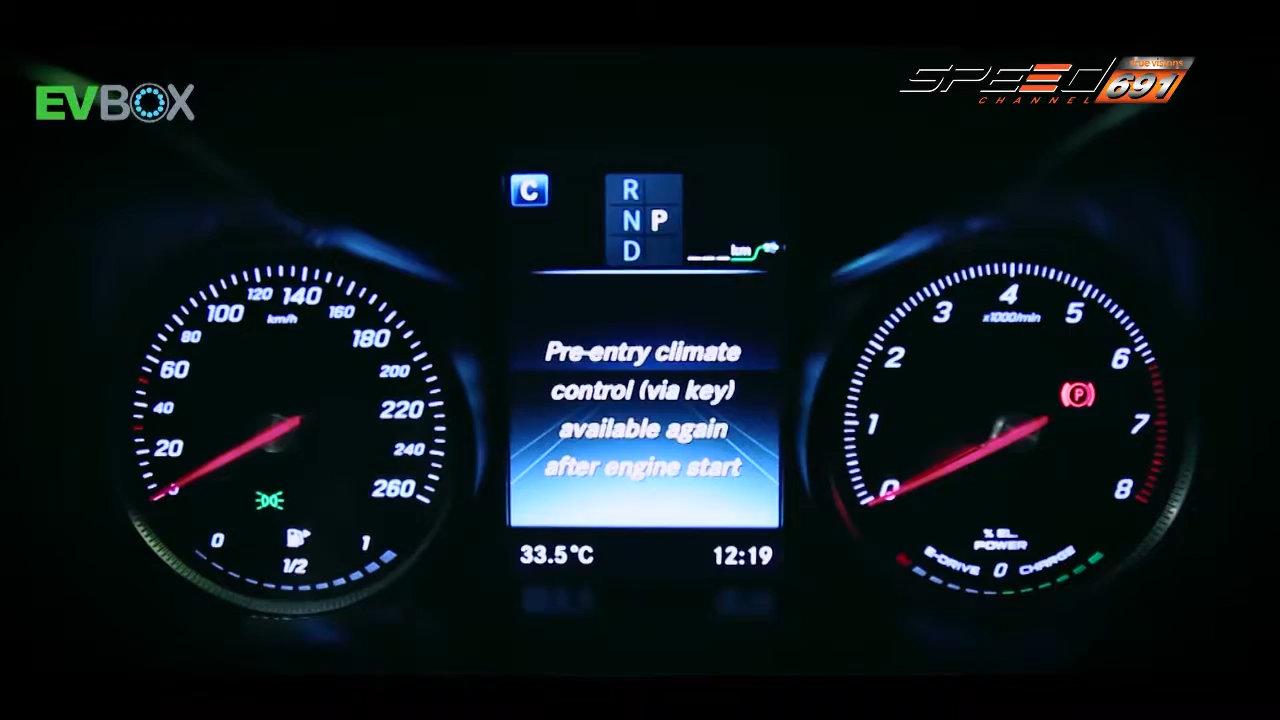 EVBOX
SPEED
CHANNEL
true visions
691
C
R
N P
D
km
Pre-entry climate
control (via key)
available again
after engine start
33.5°C 12:19
0 20 40 60 80 100 120 140 160 180 200 220 240 260
km/h
0 1/2 1
0 1 2 3 4 5 6 7 8
x1000/min
P
% EL.
POWER
E-DRIVE 0 CHARGE